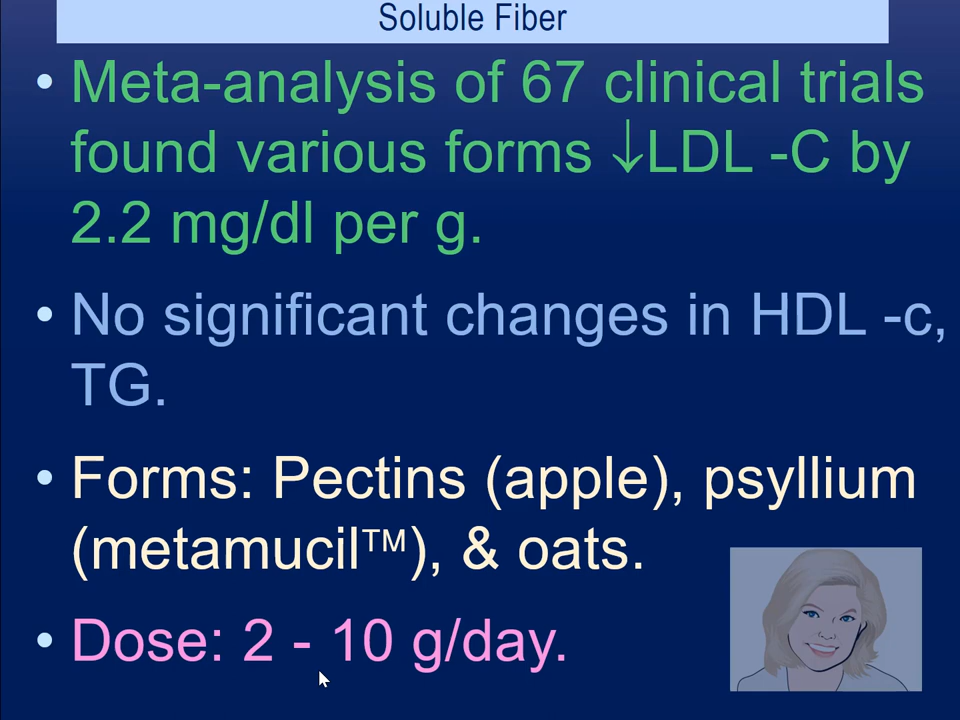 Soluble Fiber
• Meta-analysis of 67 clinical trials
found various forms ↓LDL -C by
2.2 mg/dl per g.
• No significant changes in HDL -c,
TG.
• Forms: Pectins (apple), psyllium
(metamucil™), & oats.
• Dose: 2 - 10 g/day.